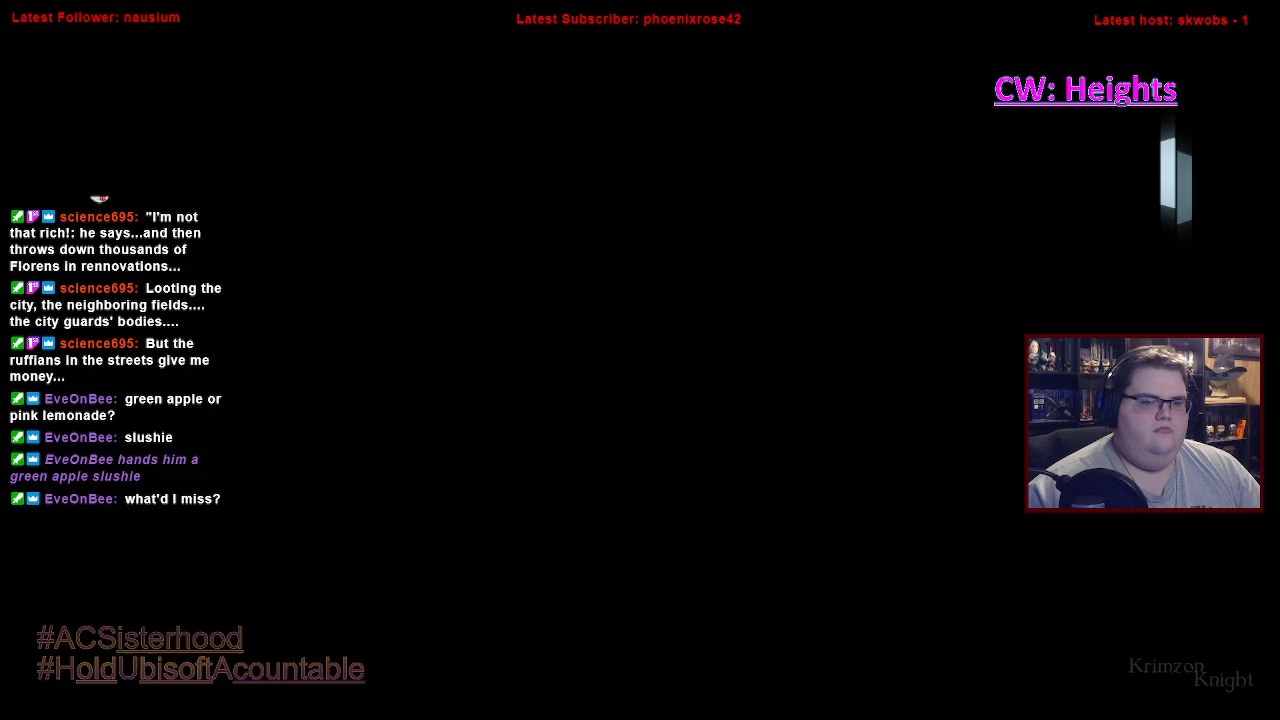 Latest Follower: nausium
Latest Subscriber: phoenixrose42
Latest host: skwobs - 1
CW: Heights
science695: "I'm not
that rich!: he says...and then
throws down thousands of
Florens in rennovations...
science695: Looting the
city, the neighboring fields....
the city guards' bodies....
science695: But the
ruffians in the streets give me
money...
EveOnBee: green apple or
pink lemonade?
EveOnBee: slushie
EveOnBee hands him a
green apple slushie
EveOnBee: what'd I miss?
#ACSisterhood
#HoldUbisoftAcountable
Krimzon
Knight